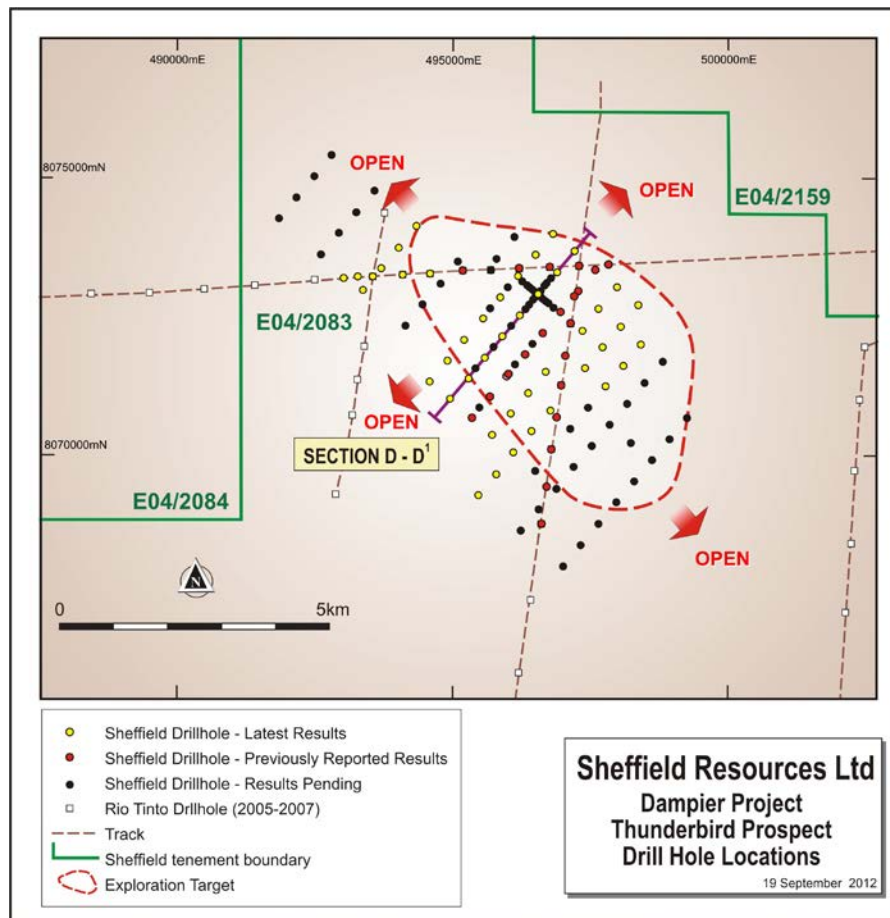 490000mE
495000mE
500000mE
8075000mN
OPEN
OPEN
E04/2159
E04/2083
OPEN
8070000mN
SECTION D - D¹
E04/2084
OPEN
N
0
5km
Sheffield Drillhole - Latest Results
Sheffield Drillhole - Previously Reported Results
Sheffield Drillhole - Results Pending
Rio Tinto Drllhole (2005-2007)
Track
Sheffield tenement boundary
Exploration Target
Sheffield Resources Ltd
Dampier Project
Thunderbird Prospect
Drill Hole Locations
19 September 2012